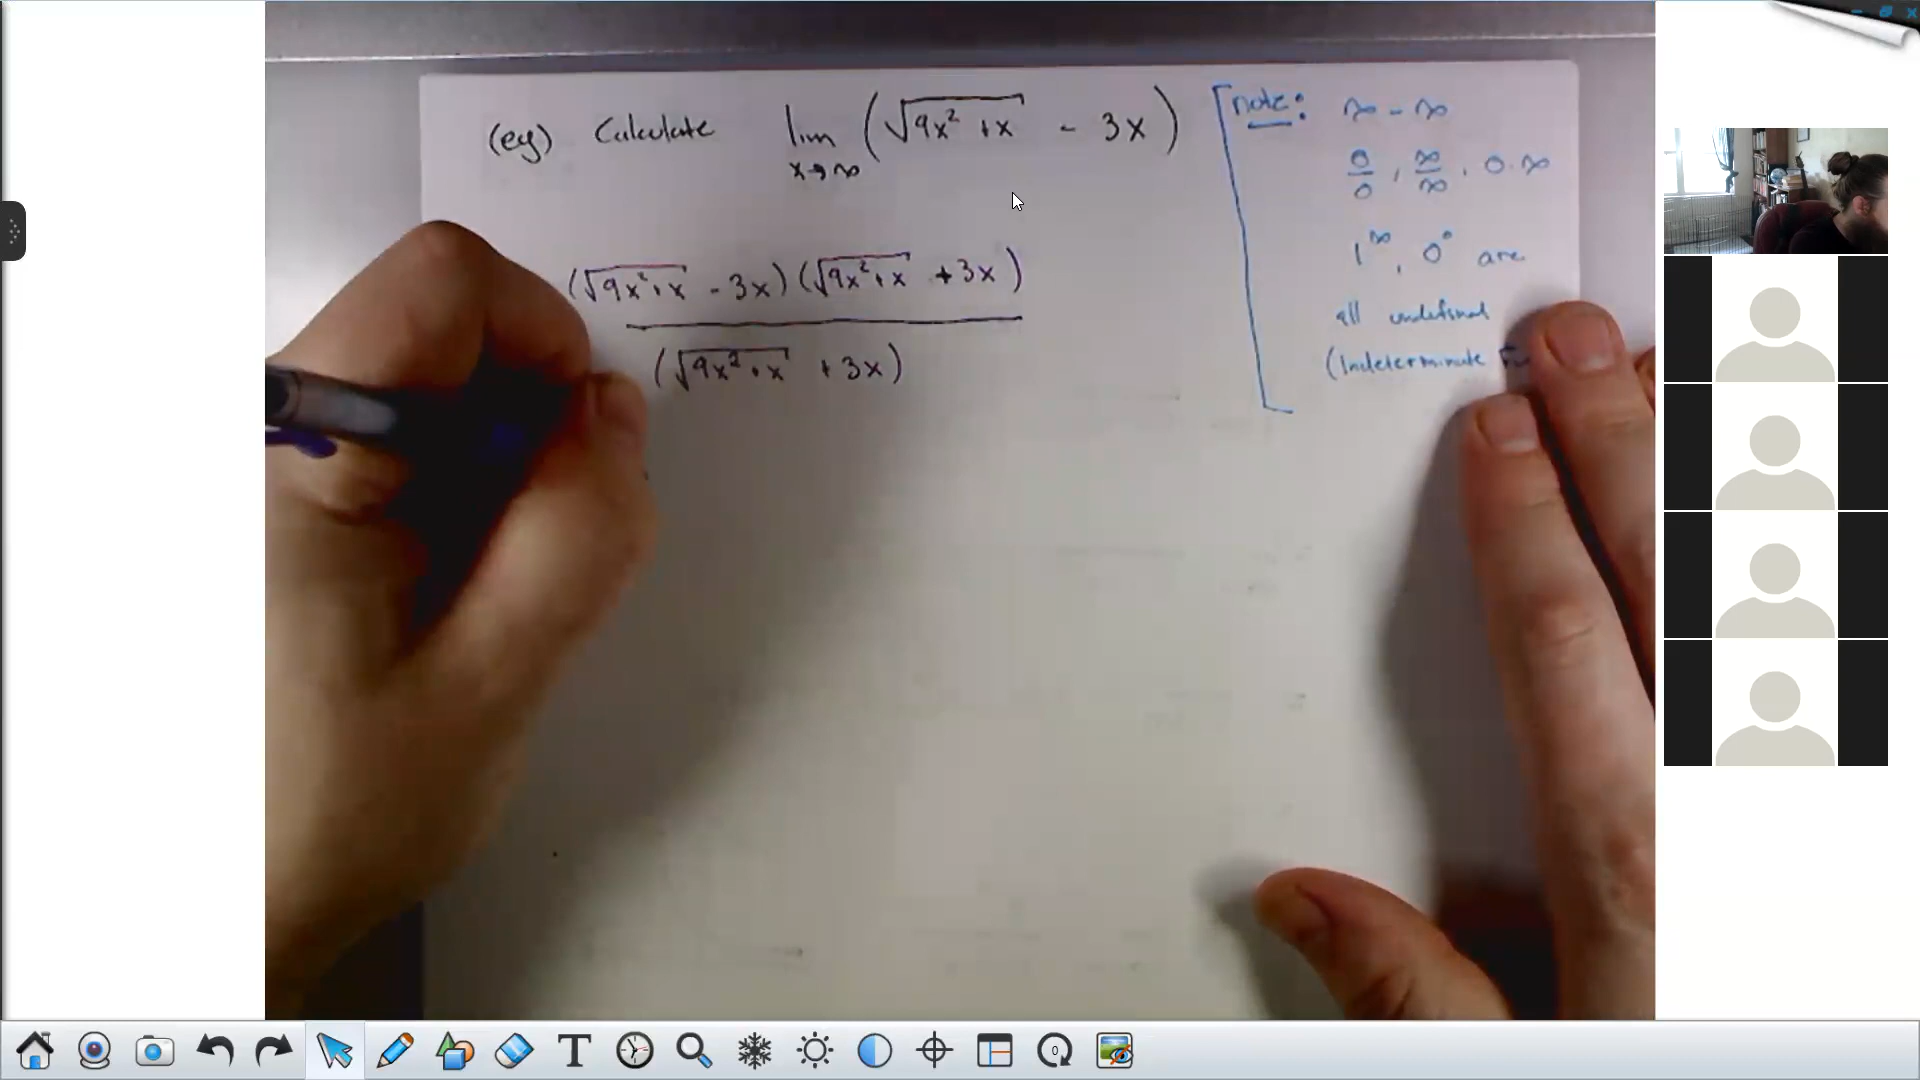 (eg) Calculate lim (√9x² + x - 3x)
x→∞
(√9x²+x - 3x)(√9x²+x + 3x)
(√9x²+x + 3x)
note: ∞ - ∞
0/0 , ∞/∞ , 0·∞
1^∞ , 0⁰ are
all undefined
(Indeterminate
T
0